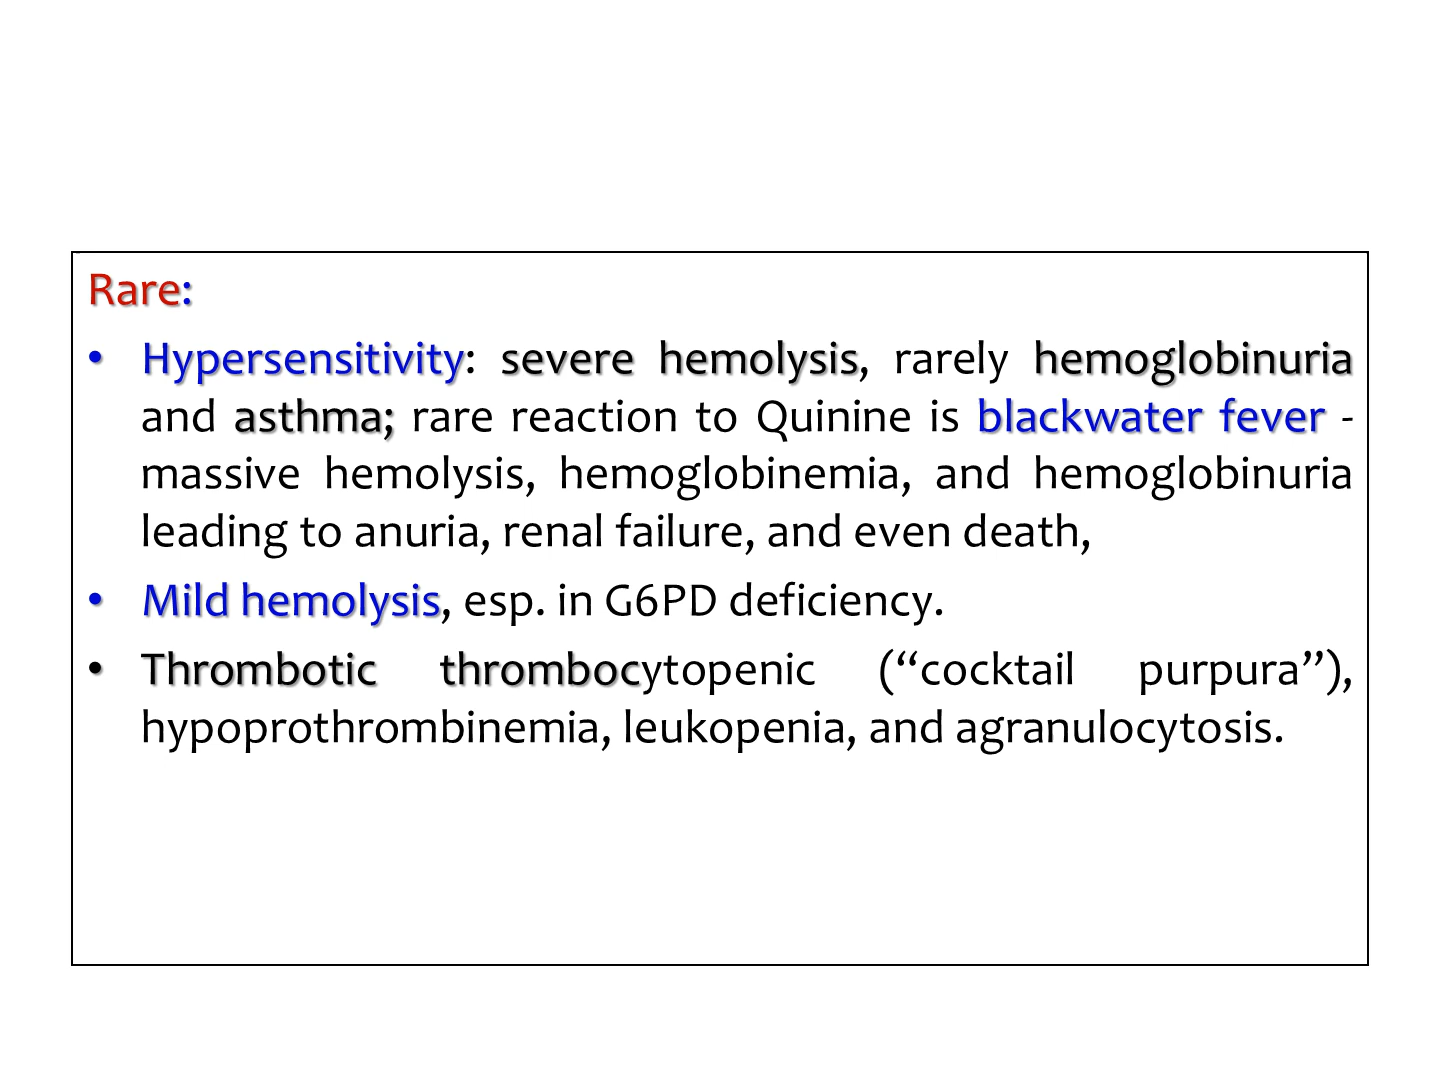 Rare:
• Hypersensitivity: severe hemolysis, rarely hemoglobinuria
and asthma; rare reaction to Quinine is blackwater fever -
massive hemolysis, hemoglobinemia, and hemoglobinuria
leading to anuria, renal failure, and even death,
• Mild hemolysis, esp. in G6PD deficiency.
• Thrombotic thrombocytopenic (“cocktail purpura”),
hypoprothrombinemia, leukopenia, and agranulocytosis.